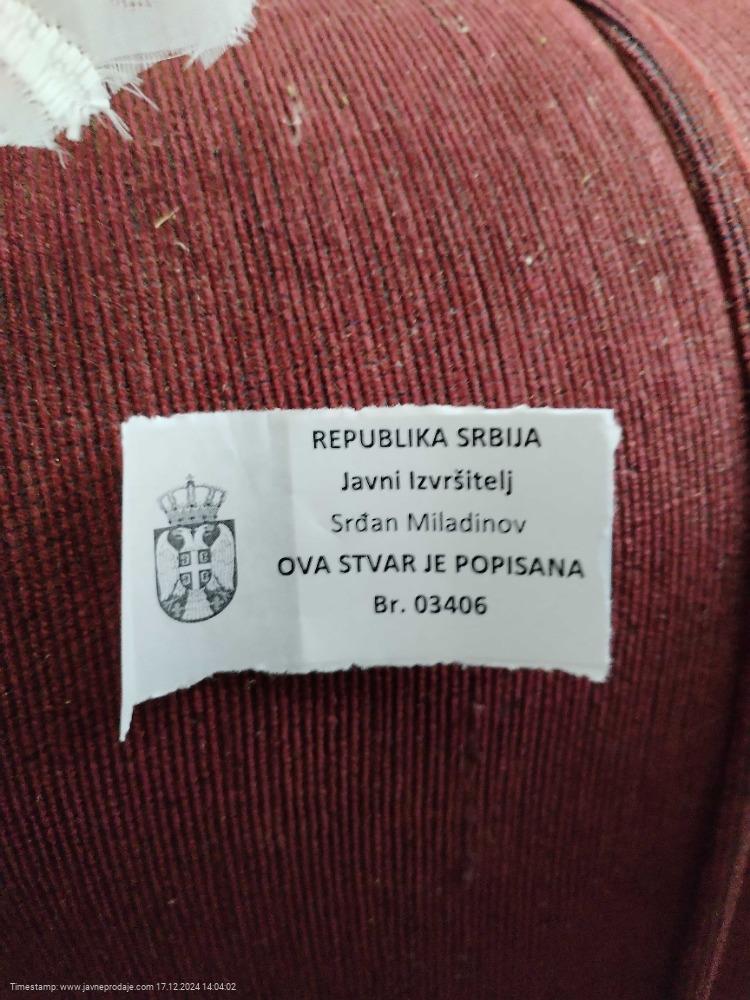 REPUBLIKA SRBIJA
Javni Izvršitelj
Srđan Miladinov
OVA STVAR JE POPISANA
Br. 03406
Timestamp: www.javneprodaje.com 17.12.2024 14:04:02